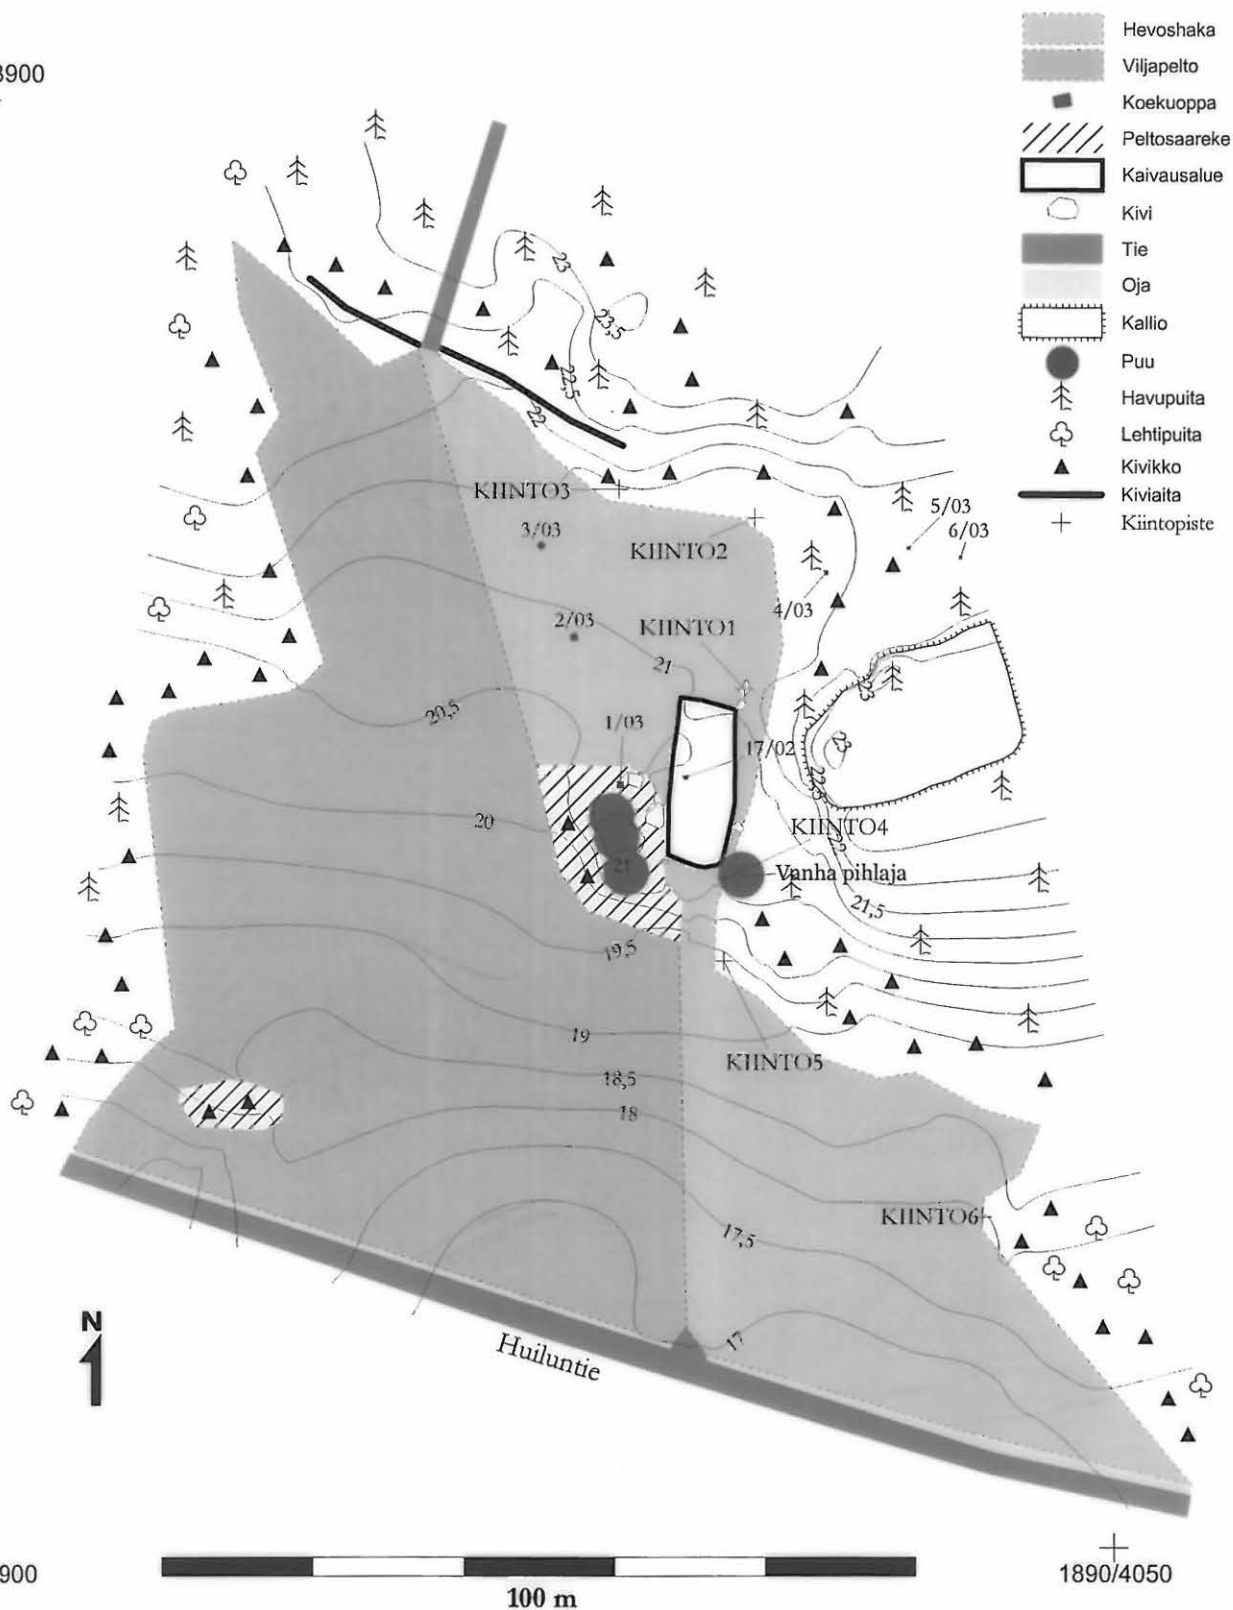 3900
Hevoshaka
Viljapelto
Koekuoppa
Peltosaareke
Kaivausalue
Kivi
Tie
Oja
Kallio
Puu
Havupuita
Lehtipuita
Kivikko
Kiviaita
Kiintopiste
23
23,5
22,5
22
KIINTO3
3/03
KIINTO2
5/03
6/03
4/03
2/03
KIINTO1
21
23
20,5
1/03
17/02
23
22,5
20
KIINTO4
22
21
Vanha pihlaja
21,5
19,5
19
KIINTO5
18,5
18
KIINTO6
17,5
17
N
Huiluntie
900
100 m
1890/4050